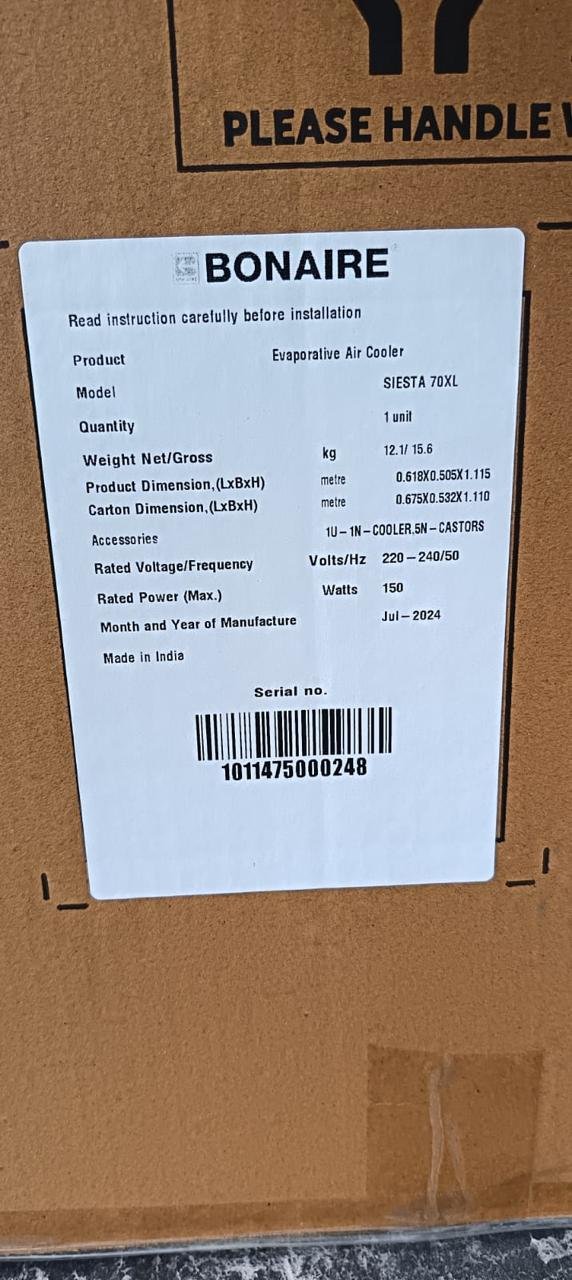 PLEASE HANDLE
BONAIRE
Read instruction carefully before installation
Product Evaporative Air Cooler
Model SIESTA 70XL
Quantity 1 unit
Weight Net/Gross kg 12.1/ 15.6
Product Dimension,(LxBxH) metre 0.618X0.505X1.115
Carton Dimension,(LxBxH) metre 0.675X0.532X1.110
Accessories 1U-1N-COOLER,5N-CASTORS
Rated Voltage/Frequency Volts/Hz 220-240/50
Rated Power (Max.) Watts 150
Month and Year of Manufacture Jul-2024
Made in India
Serial no.
1011475000248